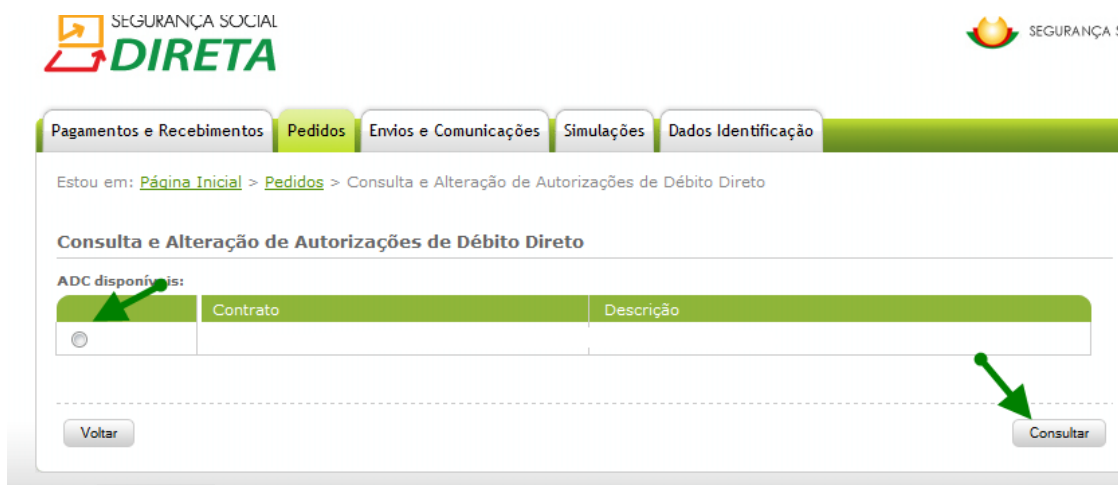 SEGURANÇA SOCIAL
DIRETA
SEGURANÇA S
Pagamentos e Recebimentos Pedidos Envios e Comunicações Simulações Dados Identificação
Estou em: Página Inicial > Pedidos > Consulta e Alteração de Autorizações de Débito Direto
Consulta e Alteração de Autorizações de Débito Direto
ADC disponíveis:
Contrato Descrição
Voltar Consultar